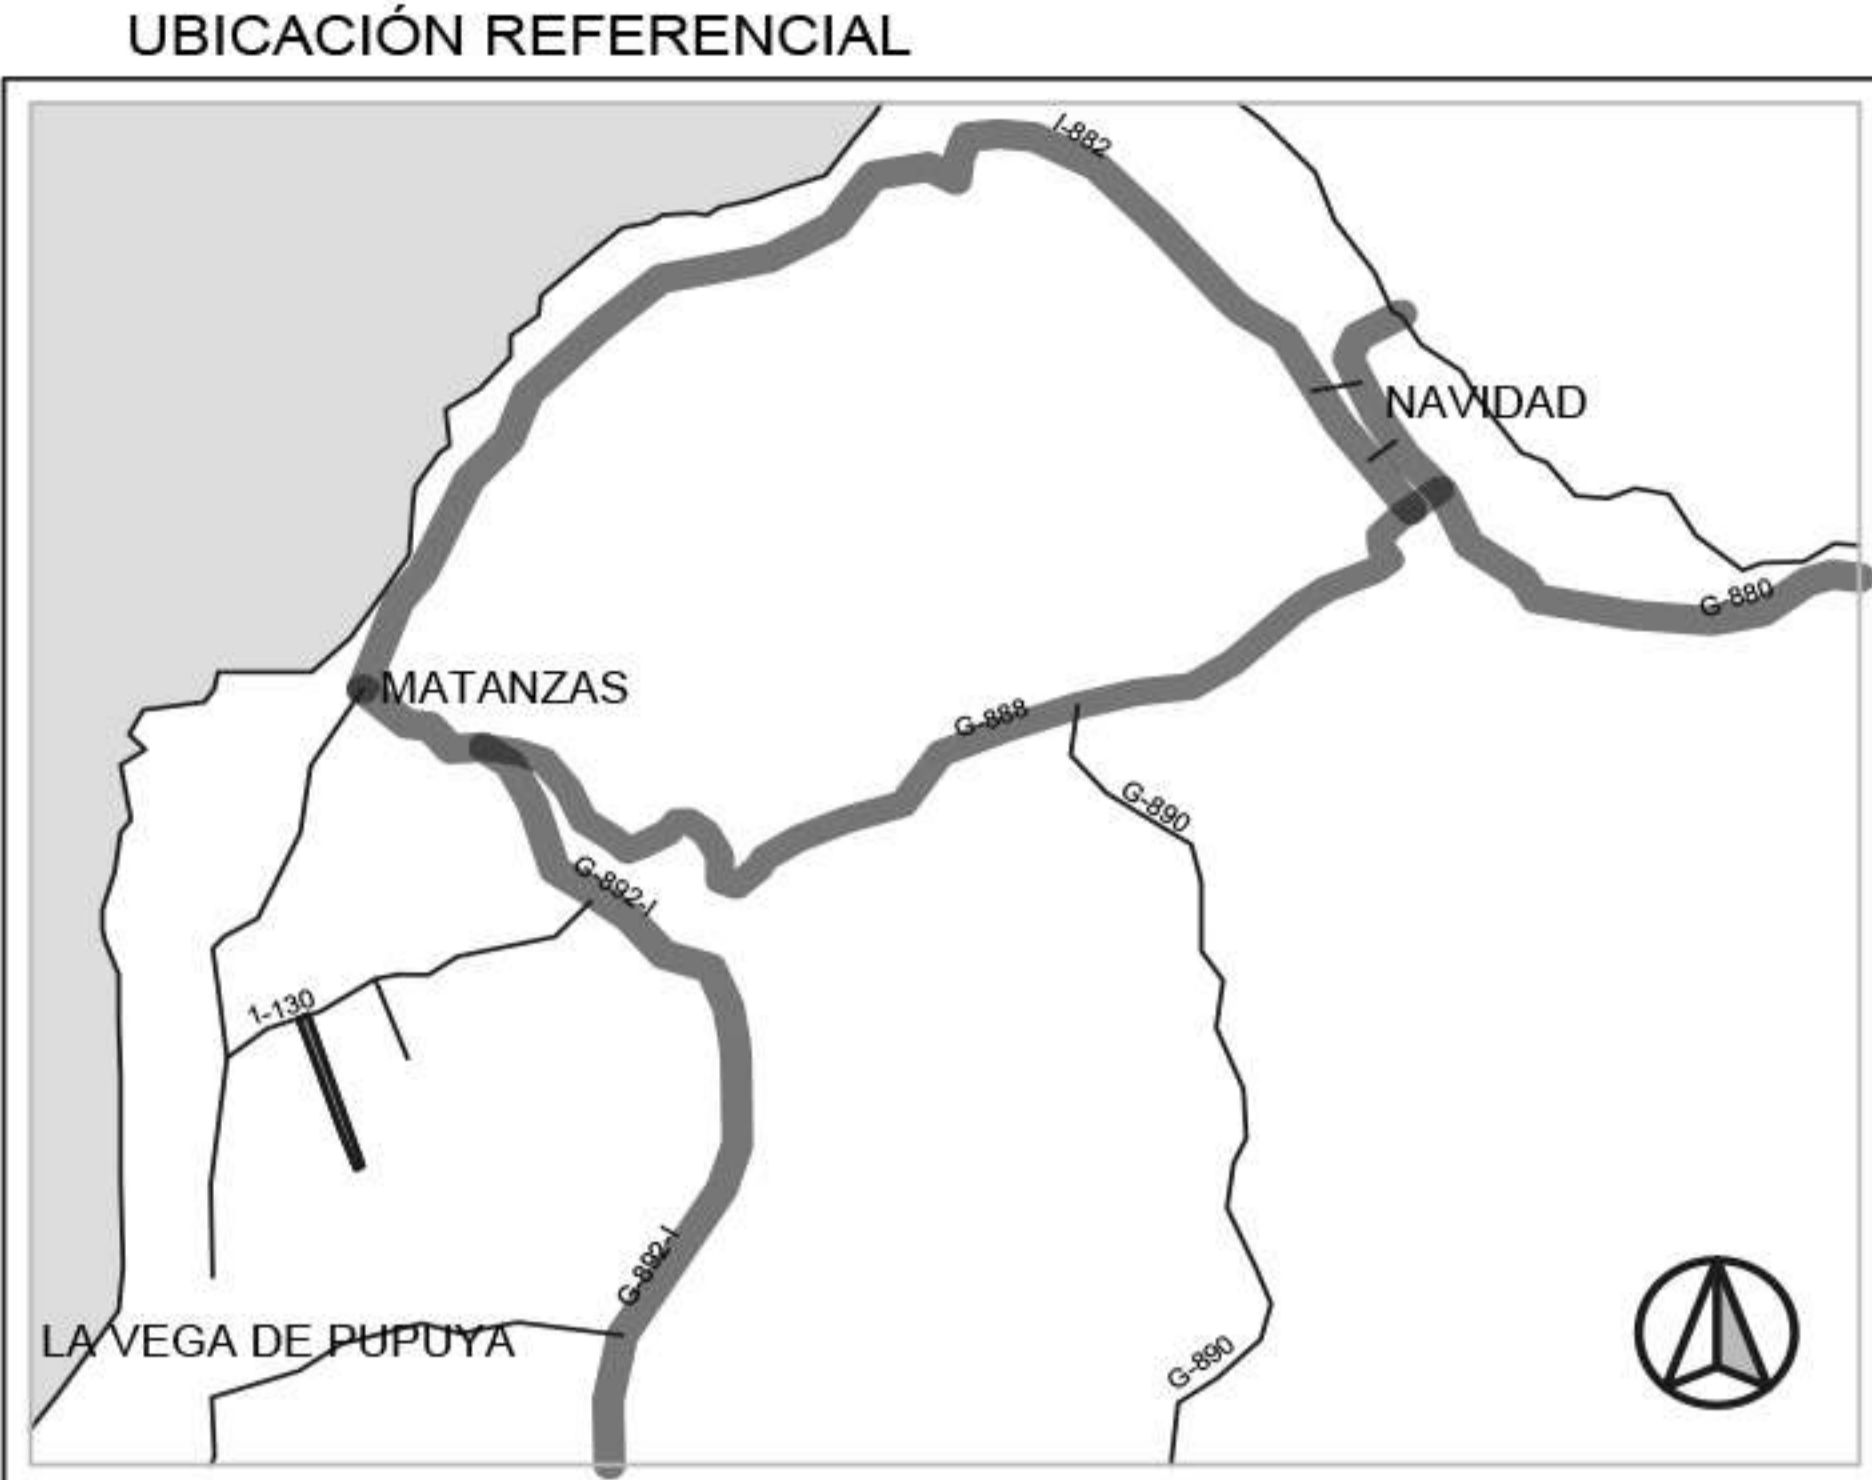 UBICACIÓN REFERENCIAL
I-882
NAVIDAD
G-880
MATANZAS
G-888
G-890
G-892-I
1-130
G-892-I
LA VEGA DE PUPUYA
G-890